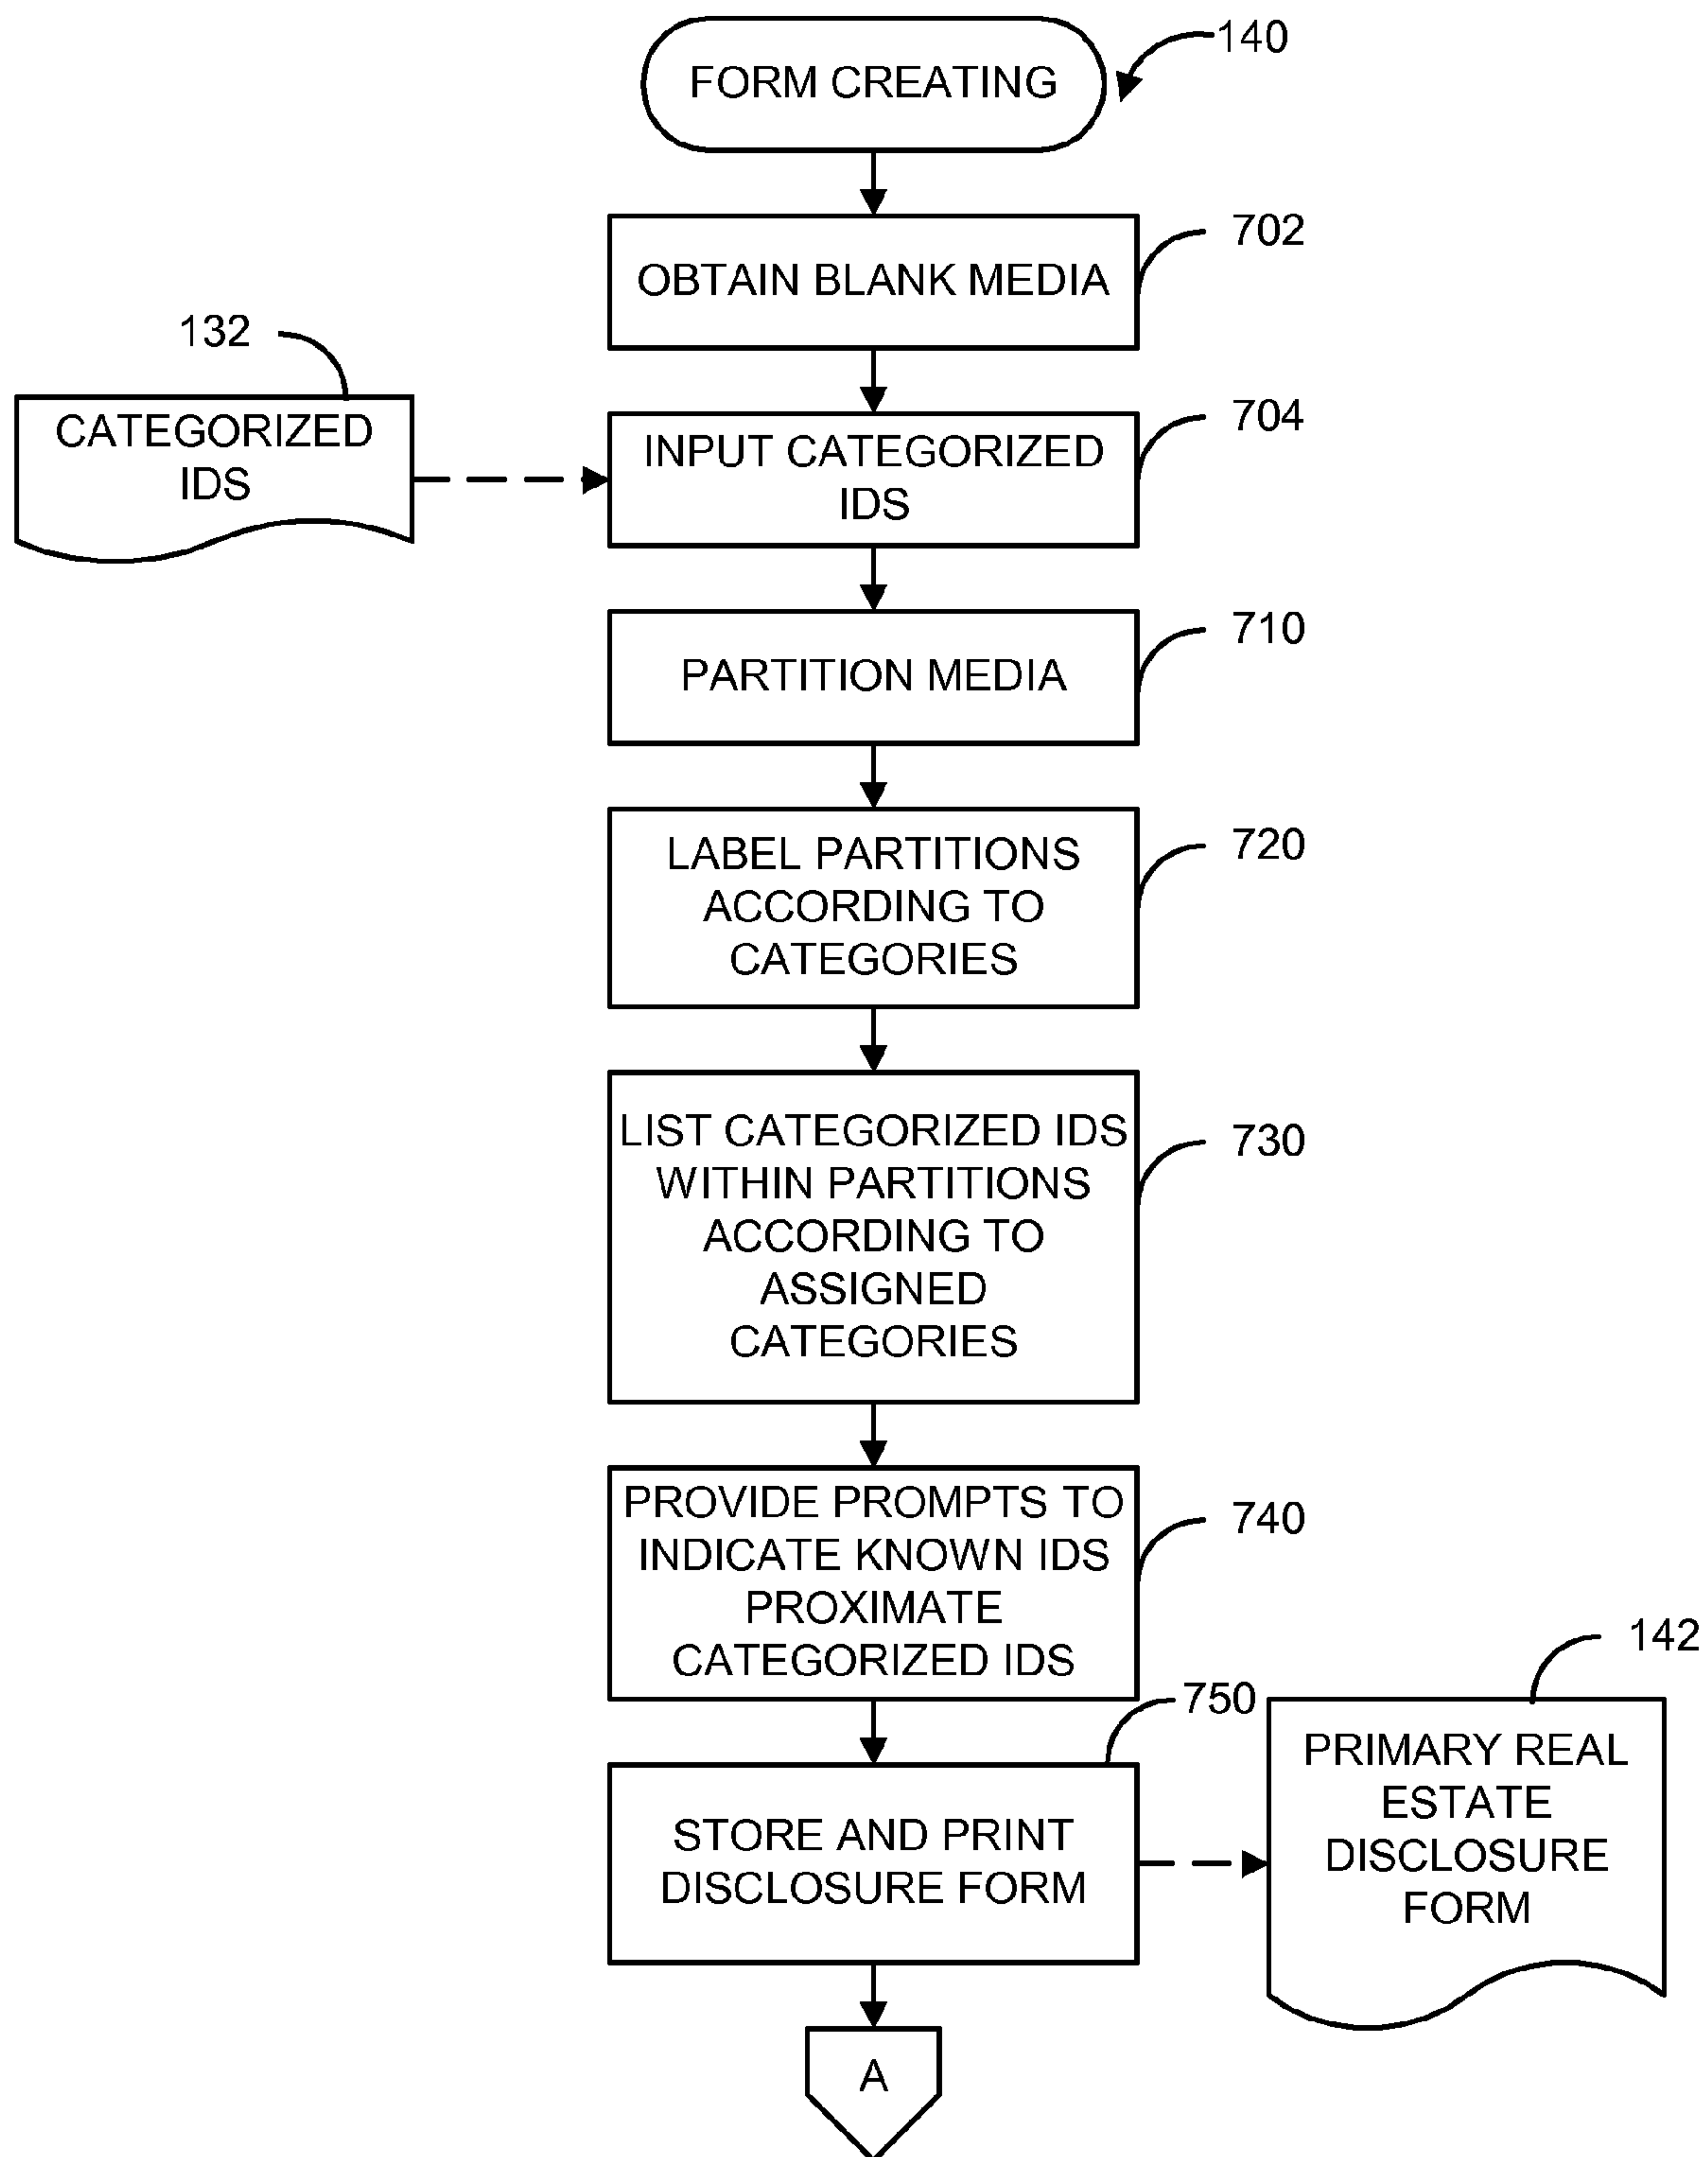 FORM CREATING
140
OBTAIN BLANK MEDIA
702
132
CATEGORIZED
IDS
INPUT CATEGORIZED
IDS
704
PARTITION MEDIA
710
LABEL PARTITIONS
ACCORDING TO
CATEGORIES
720
LIST CATEGORIZED IDS
WITHIN PARTITIONS
ACCORDING TO
ASSIGNED
CATEGORIES
730
PROVIDE PROMPTS TO
INDICATE KNOWN IDS
PROXIMATE
CATEGORIZED IDS
740
750
STORE AND PRINT
DISCLOSURE FORM
142
PRIMARY REAL
ESTATE
DISCLOSURE
FORM
A